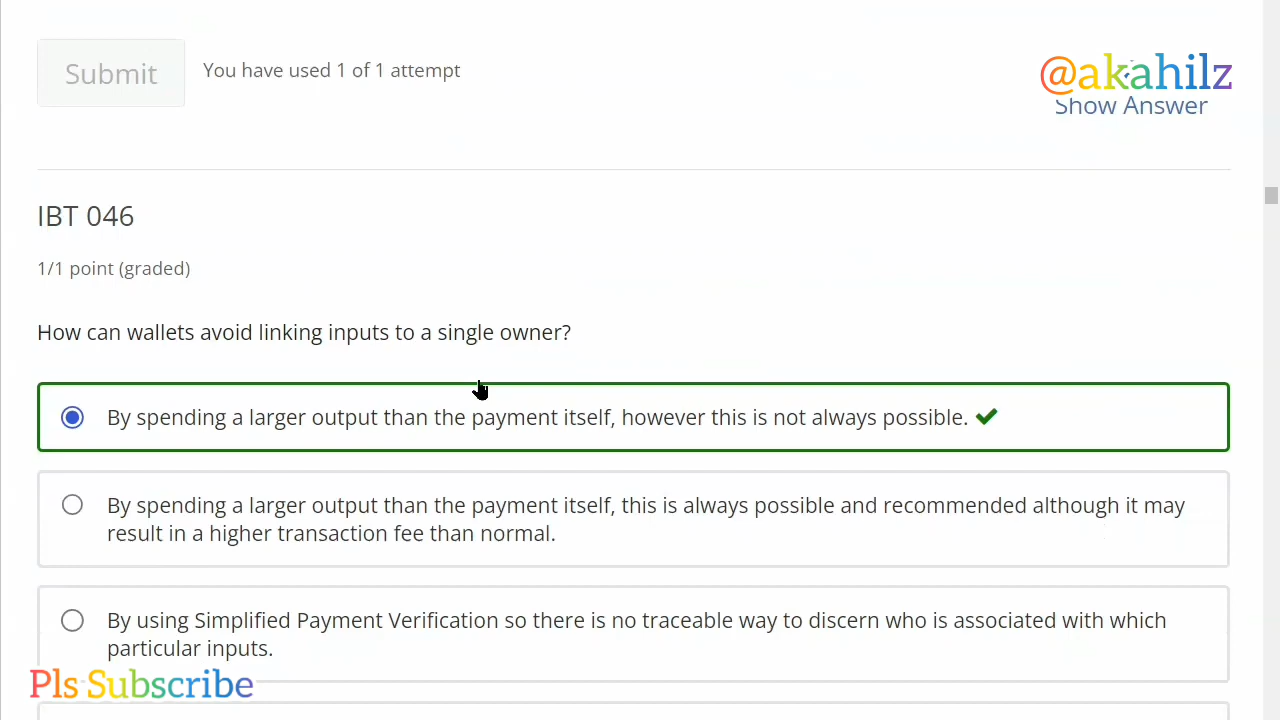 Submit
You have used 1 of 1 attempt
@akahilz
Show Answer
IBT 046
1/1 point (graded)
How can wallets avoid linking inputs to a single owner?
By spending a larger output than the payment itself, however this is not always possible.
By spending a larger output than the payment itself, this is always possible and recommended although it may
result in a higher transaction fee than normal.
By using Simplified Payment Verification so there is no traceable way to discern who is associated with which
particular inputs.
Pls Subscribe